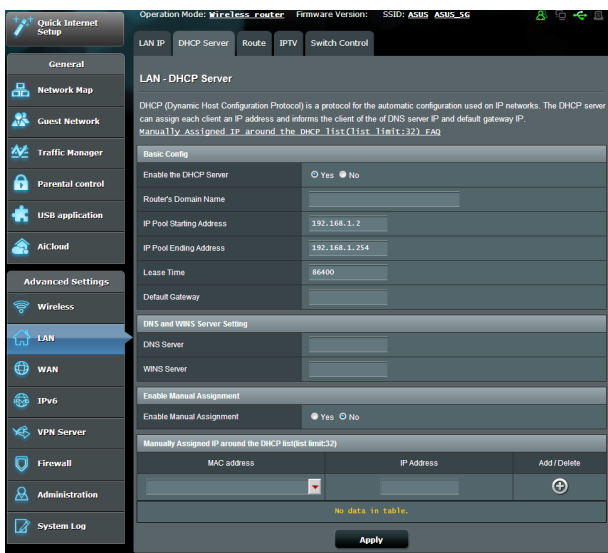 Quick Internet Setup
Operation Mode: Wireless router Firmware Version: SSID: ASUS ASUS_5G
LAN IP DHCP Server Route IPTV Switch Control
General
Network Map
Guest Network
Traffic Manager
Parental control
USB application
AiCloud
Advanced Settings
Wireless
LAN
WAN
IPv6
VPN Server
Firewall
Administration
System Log
LAN - DHCP Server
DHCP (Dynamic Host Configuration Protocol) is a protocol for the automatic configuration used on IP networks. The DHCP server
can assign each client an IP address and informs the client of the of DNS server IP and default gateway IP.
Manually Assigned IP around the DHCP list(list limit:32) FAQ
Basic Config
Enable the DHCP Server Yes No
Router's Domain Name
IP Pool Starting Address 192.168.1.2
IP Pool Ending Address 192.168.1.254
Lease Time 86400
Default Gateway
DNS and WINS Server Setting
DNS Server
WINS Server
Enable Manual Assignment
Enable Manual Assignment Yes No
Manually Assigned IP around the DHCP list(list limit:32)
MAC address IP Address Add / Delete
No data in table.
Apply